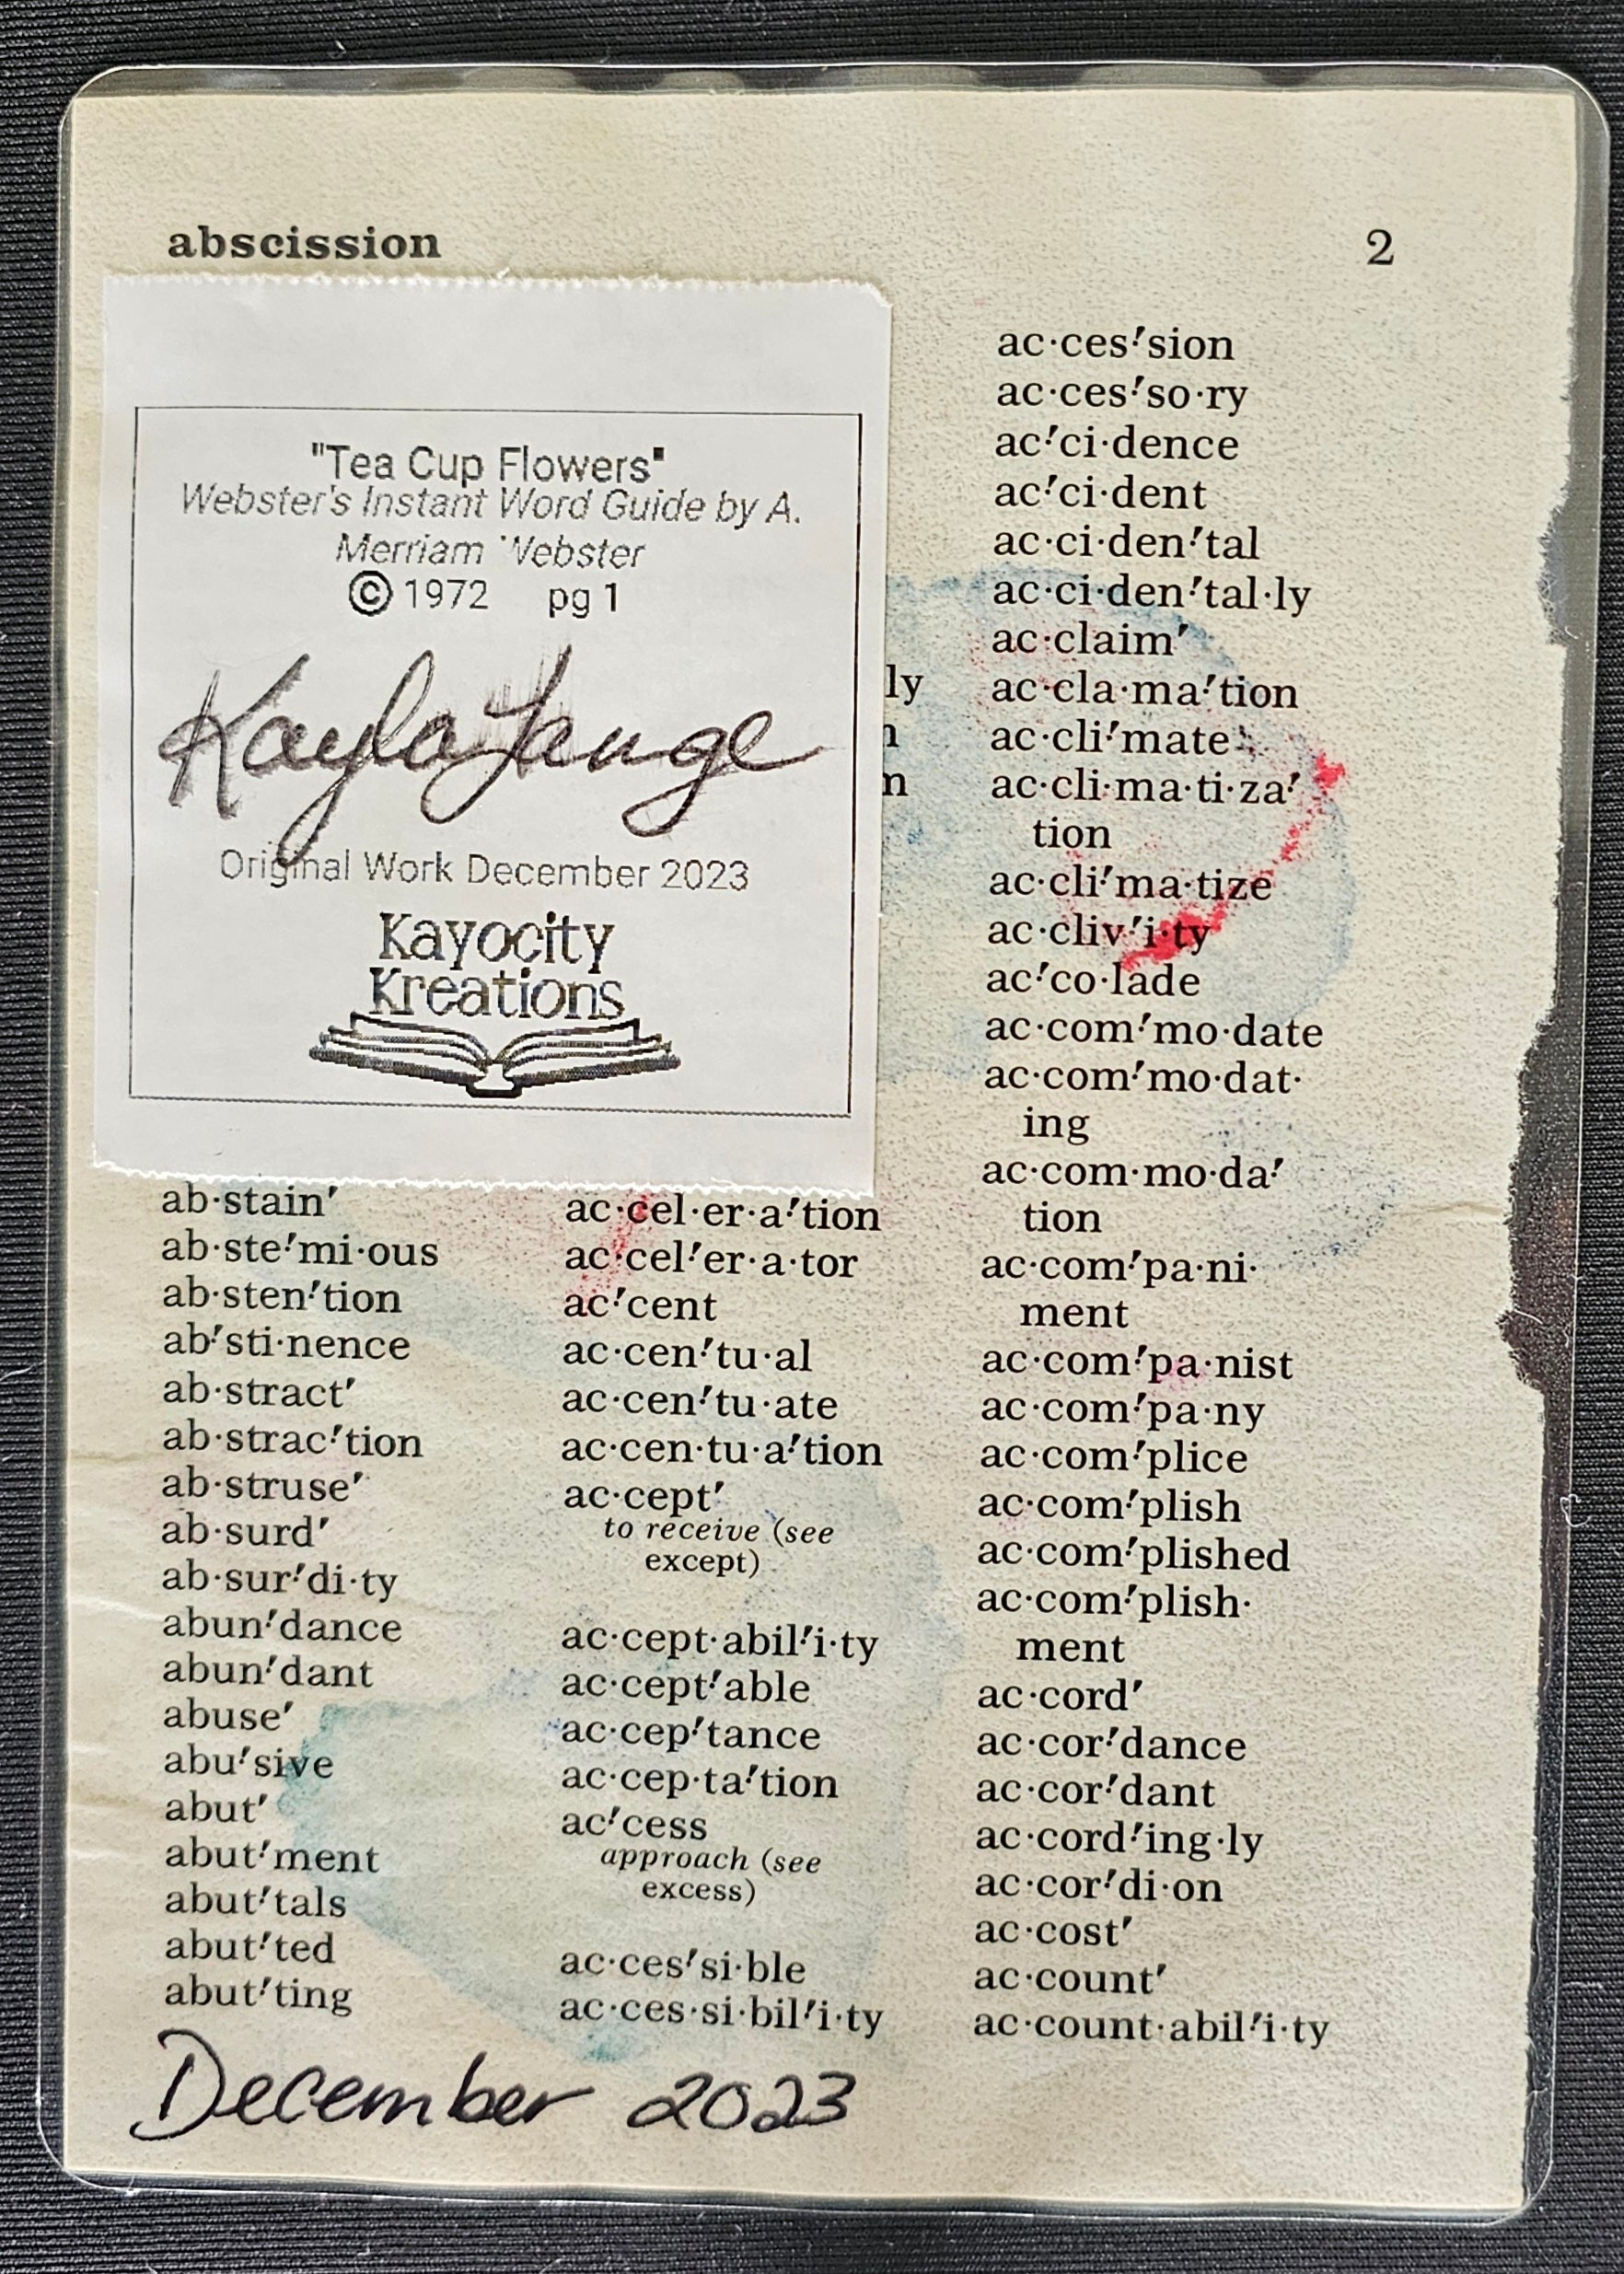 abscission
2
"Tea Cup Flowers"
Webster's Instant Word Guide by A.
Merriam Webster
© 1972 pg 1
Kayla Lange
Original Work December 2023
Kayocity
Kreations
ab·stain′
ab·ste′mi·ous
ab·sten′tion
ab′sti·nence
ab·stract′
ab·strac′tion
ab·struse′
ab·surd′
ab·sur′di·ty
abun′dance
abun′dant
abuse′
abu′sive
abut′
abut′ment
abut′tals
abut′ted
abut′ting
ly
ac·cel·er·a′tion
ac·cel′er·a·tor
ac′cent
ac·cen′tu·al
ac·cen′tu·ate
ac·cen·tu·a′tion
ac·cept′
to receive (see
except)
ac·cept·abil′i·ty
ac·cept′able
ac·cep′tance
ac·cep·ta′tion
ac′cess
approach (see
excess)
ac·ces′si·ble
ac·ces·si·bil′i·ty
ac·ces′sion
ac·ces′so·ry
ac′ci·dence
ac′ci·dent
ac·ci·den′tal
ac·ci·den′tal·ly
ac·claim′
ac·cla·ma′tion
ac·cli′mate
ac·cli·ma·ti·za′
tion
ac·cli′ma·tize
ac·cliv′i·ty
ac′co·lade
ac·com′mo·date
ac·com′mo·dat·
ing
ac·com·mo·da′
tion
ac·com′pa·ni·
ment
ac·com′pa·nist
ac·com′pa·ny
ac·com′plice
ac·com′plish
ac·com′plished
ac·com′plish·
ment
ac·cord′
ac·cor′dance
ac·cor′dant
ac·cord′ing·ly
ac·cor′di·on
ac·cost′
ac·count′
ac·count·abil′i·ty
December 2023